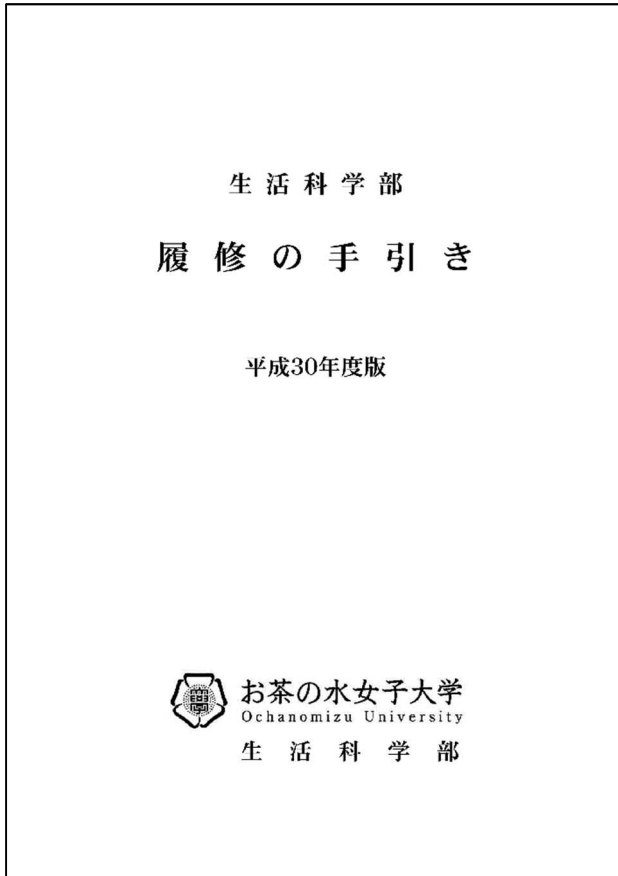 生活科学部
履修の手引き
平成30年度版
お茶の水女子大学
Ochanomizu University
生活科学部